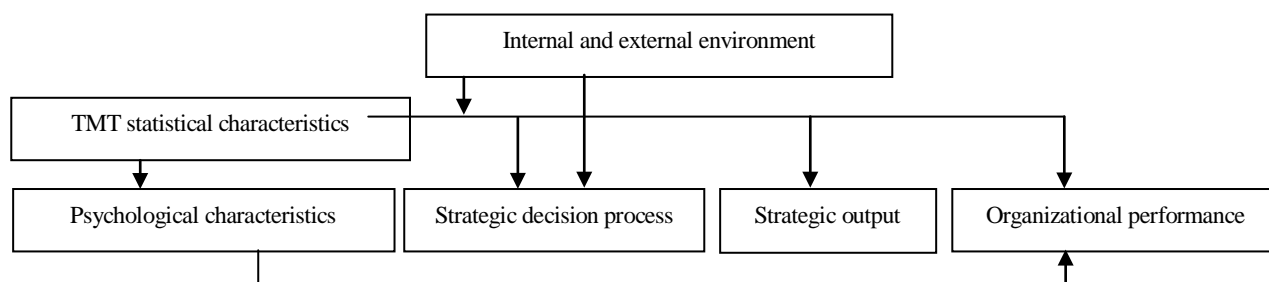 Internal and external environment
TMT statistical characteristics
Psychological characteristics
Strategic decision process
Strategic output
Organizational performance